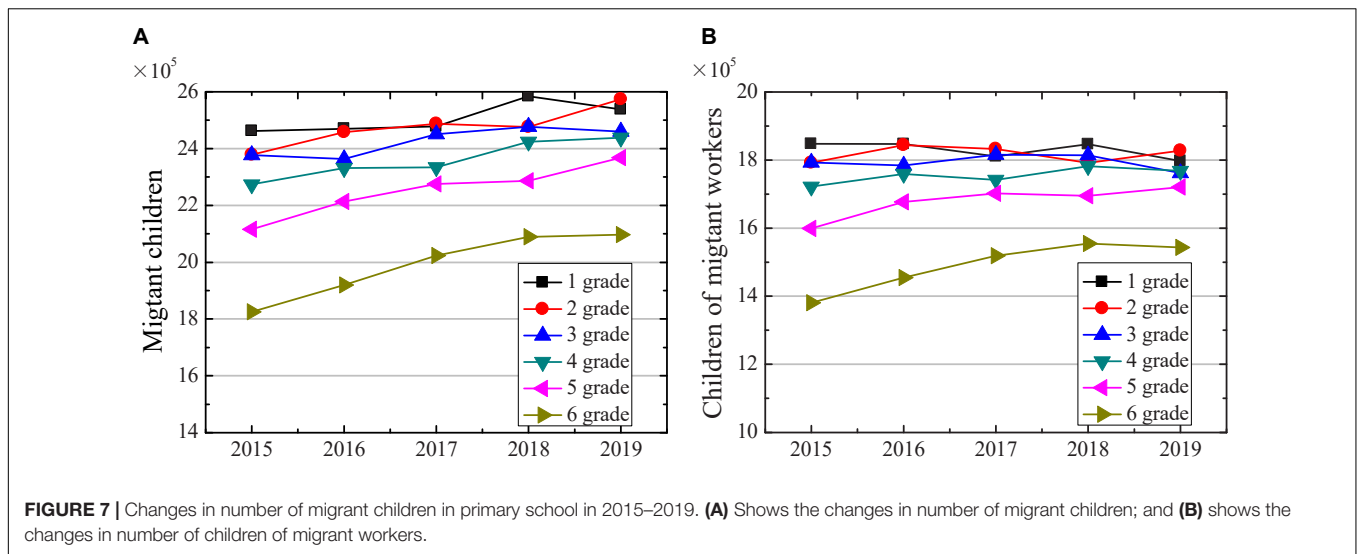 A
×10⁵
Migtant children
26
24
22
20
18
16
14
2015 2016 2017 2018 2019
1 grade
2 grade
3 grade
4 grade
5 grade
6 grade
B
×10⁵
Children of migtant workers
20
18
16
14
12
10
2015 2016 2017 2018 2019
1 grade
2 grade
3 grade
4 grade
5 grade
6 grade
FIGURE 7 | Changes in number of migrant children in primary school in 2015–2019. (A) Shows the changes in number of migrant children; and (B) shows the
changes in number of children of migrant workers.